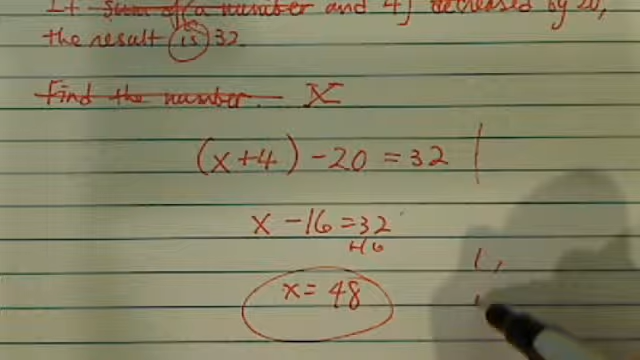 If sum of (a number and 4) decreased by 20,
the result is 32.
Find the number. X
(x+4) -20 = 32
x -16 = 32
+16
x = 48
1,